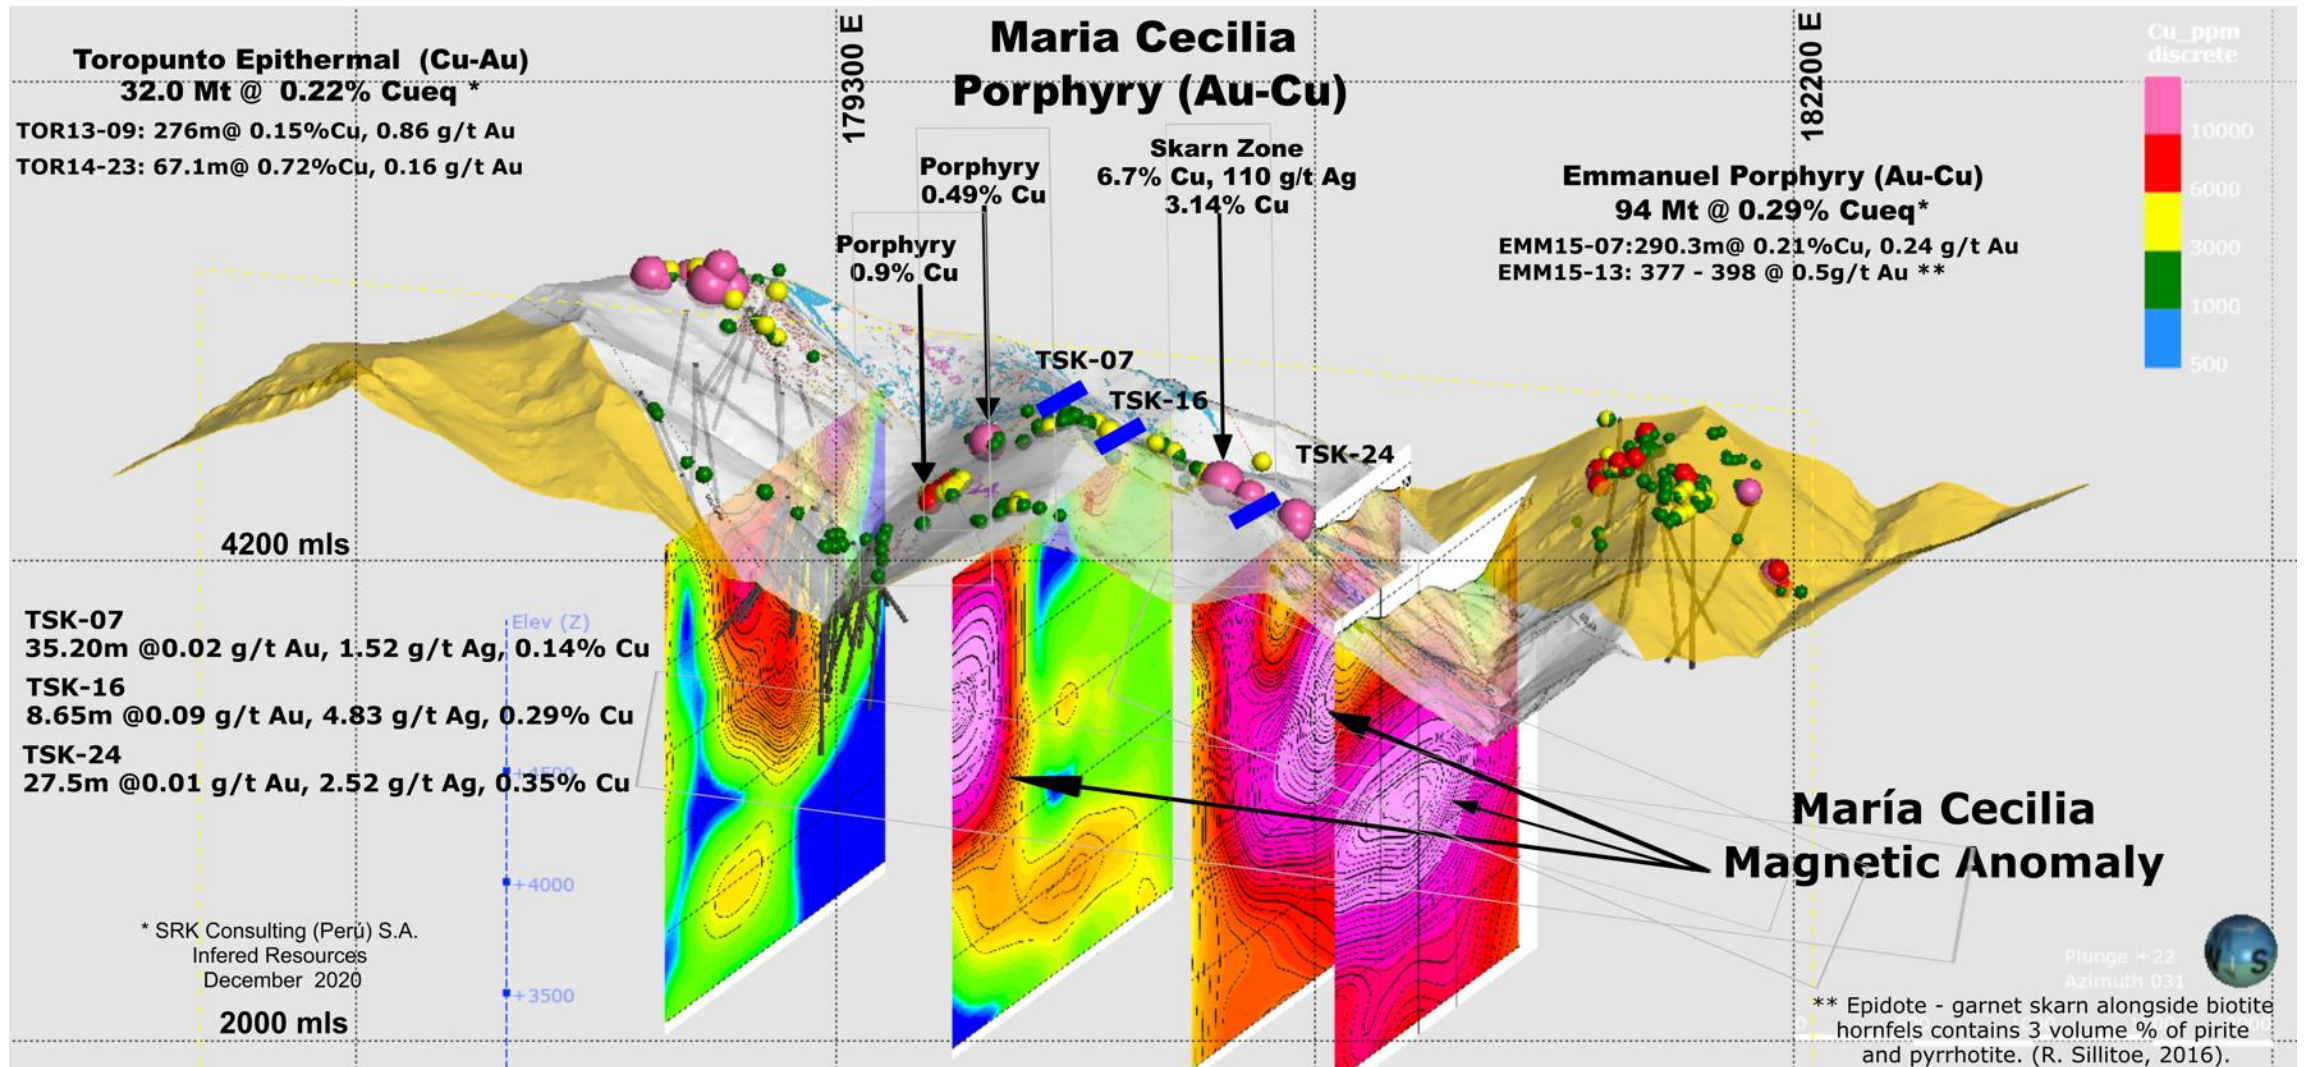 Toropunto Epithermal (Cu-Au)
32.0 Mt @ 0.22% Cueq *
TOR13-09: 276m@ 0.15%Cu, 0.86 g/t Au
TOR14-23: 67.1m@ 0.72%Cu, 0.16 g/t Au
179300 E
Maria Cecilia
Porphyry (Au-Cu)
Porphyry
0.49% Cu
Porphyry
0.9% Cu
Skarn Zone
6.7% Cu, 110 g/t Ag
3.14% Cu
182200 E
Emmanuel Porphyry (Au-Cu)
94 Mt @ 0.29% Cueq*
EMM15-07:290.3m@ 0.21%Cu, 0.24 g/t Au
EMM15-13: 377 - 398 @ 0.5g/t Au **
Cu_ppm
discrete
10000
6000
3000
1000
500
TSK-07
TSK-16
TSK-24
4200 mls
TSK-07
35.20m @0.02 g/t Au, 1.52 g/t Ag, 0.14% Cu
TSK-16
8.65m @0.09 g/t Au, 4.83 g/t Ag, 0.29% Cu
TSK-24
27.5m @0.01 g/t Au, 2.52 g/t Ag, 0.35% Cu
Elev (Z)
+4500
+4000
+3500
María Cecilia
Magnetic Anomaly
* SRK Consulting (Perú) S.A.
Infered Resources
December 2020
2000 mls
Plunge +22
Azimuth 031
S
** Epidote - garnet skarn alongside biotite
hornfels contains 3 volume % of pirite
and pyrrhotite. (R. Sillitoe, 2016).